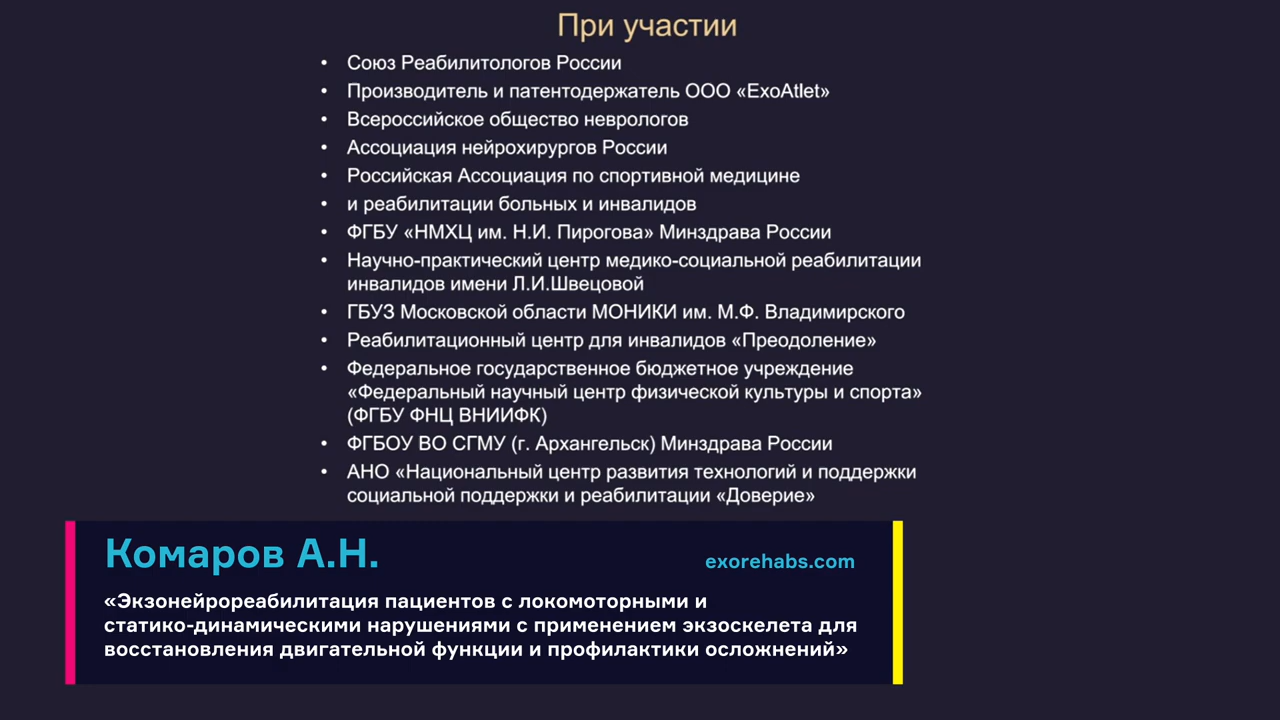 При участии
• Союз Реабилитологов России
• Производитель и патентодержатель ООО «ExoAtlet»
• Всероссийское общество неврологов
• Ассоциация нейрохирургов России
• Российская Ассоциация по спортивной медицине
• и реабилитации больных и инвалидов
• ФГБУ «НМХЦ им. Н.И. Пирогова» Минздрава России
• Научно-практический центр медико-социальной реабилитации
инвалидов имени Л.И.Швецовой
• ГБУЗ Московской области МОНИКИ им. М.Ф. Владимирского
• Реабилитационный центр для инвалидов «Преодоление»
• Федеральное государственное бюджетное учреждение
«Федеральный научный центр физической культуры и спорта»
(ФГБУ ФНЦ ВНИИФК)
• ФГБОУ ВО СГМУ (г. Архангельск) Минздрава России
• АНО «Национальный центр развития технологий и поддержки
социальной поддержки и реабилитации «Доверие»
Комаров А.Н.
exorehabs.com
«Экзонейрореабилитация пациентов с локомоторными и
статико-динамическими нарушениями с применением экзоскелета для
восстановления двигательной функции и профилактики осложнений»